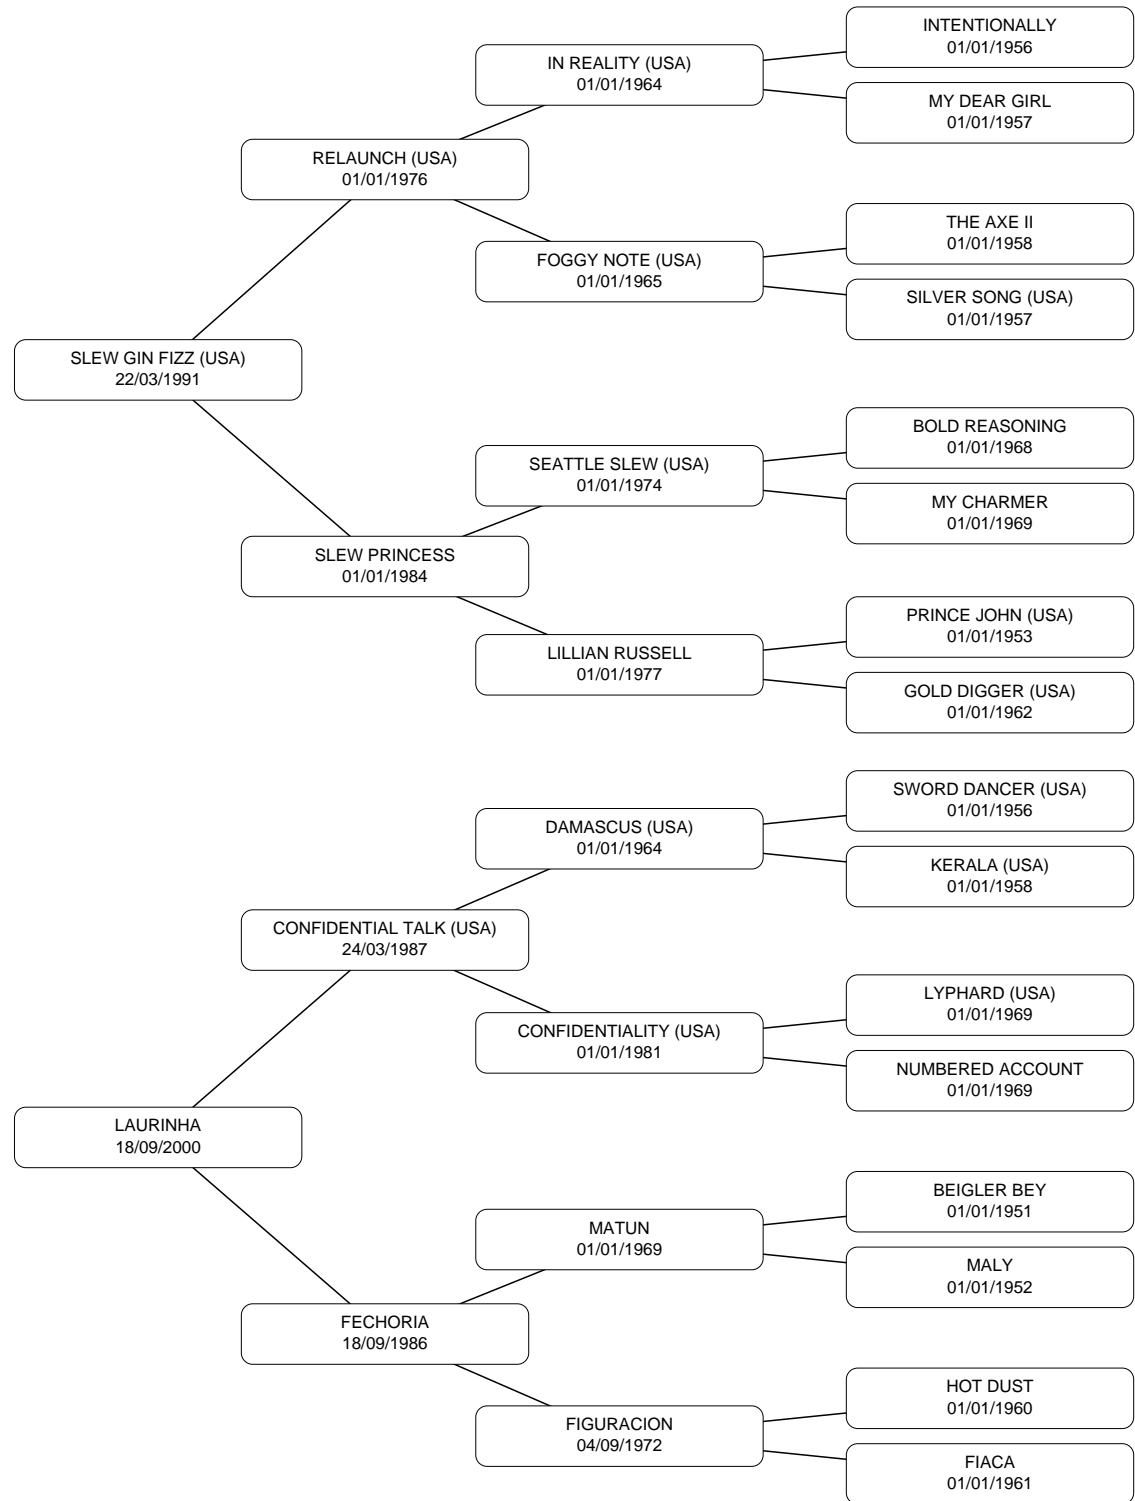 INTENTIONALLY
01/01/1956
IN REALITY (USA)
01/01/1964
MY DEAR GIRL
01/01/1957
RELAUNCH (USA)
01/01/1976
THE AXE II
01/01/1958
FOGGY NOTE (USA)
01/01/1965
SILVER SONG (USA)
01/01/1957
SLEW GIN FIZZ (USA)
22/03/1991
BOLD REASONING
01/01/1968
SEATTLE SLEW (USA)
01/01/1974
MY CHARMER
01/01/1969
SLEW PRINCESS
01/01/1984
PRINCE JOHN (USA)
01/01/1953
LILLIAN RUSSELL
01/01/1977
GOLD DIGGER (USA)
01/01/1962
SWORD DANCER (USA)
01/01/1956
DAMASCUS (USA)
01/01/1964
KERALA (USA)
01/01/1958
CONFIDENTIAL TALK (USA)
24/03/1987
LYPHARD (USA)
01/01/1969
CONFIDENTIALITY (USA)
01/01/1981
NUMBERED ACCOUNT
01/01/1969
LAURINHA
18/09/2000
BEIGLER BEY
01/01/1951
MATUN
01/01/1969
MALY
01/01/1952
FECHORIA
18/09/1986
HOT DUST
01/01/1960
FIGURACION
04/09/1972
FIACA
01/01/1961